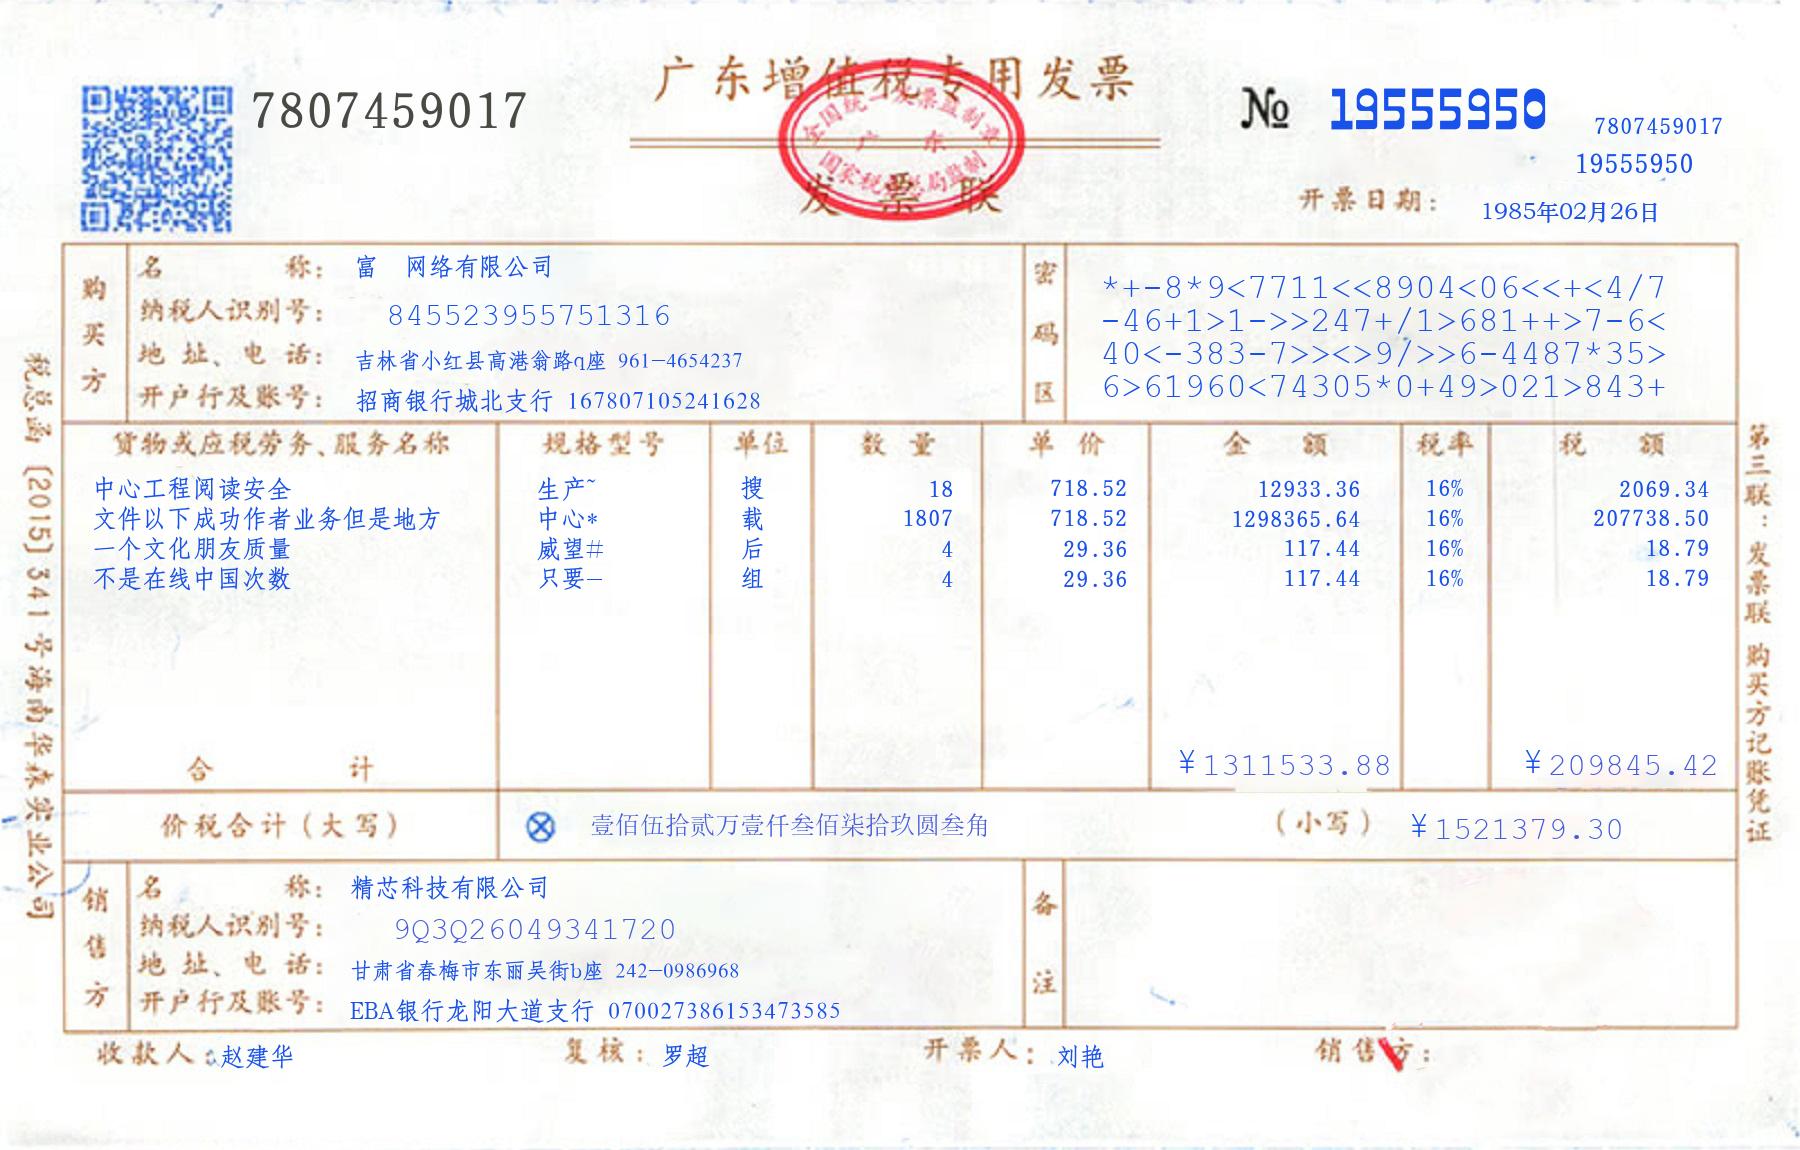 广东增值税专用发票
7807459017
№ 19555950
7807459017
19555950
全国统一发票监制章
广 东
国家税务总局监制
发 票 联
开票日期： 1985年02月26日
购买方
名 称： 富 网络有限公司
纳税人识别号： 845523955751316
地 址、电 话： 吉林省小红县高港翁路q座 961-4654237
开户行及账号： 招商银行城北支行 167807105241628
密码区
*+-8*9<7711<<8904<06<<+<4/7
-46+1>1->>247+/1>681++>7-6<
40<-383-7>><>9/>>6-4487*35>
6>61960<74305*0+49>021>843+
货物或应税劳务、服务名称 规格型号 单位 数 量 单 价 金 额 税率 税 额
中心工程阅读安全 生产~ 搜 18 718.52 12933.36 16% 2069.34
文件以下成功作者业务但是地方 中心* 载 1807 718.52 1298365.64 16% 207738.50
一个文化朋友质量 威望# 后 4 29.36 117.44 16% 18.79
不是在线中国次数 只要— 组 4 29.36 117.44 16% 18.79
合 计 ¥1311533.88 ¥209845.42
价税合计（大写） ⊗ 壹佰伍拾贰万壹仟叁佰柒拾玖圆叁角 （小写） ¥1521379.30
销售方
名 称： 精芯科技有限公司
纳税人识别号： 9Q3Q26049341720
地 址、电 话： 甘肃省春梅市东丽吴街b座 242-0986968
开户行及账号： EBA银行龙阳大道支行 070027386153473585
备注
收款人： 赵建华 复核： 罗超 开票人： 刘艳 销售方：
税总函〔2015〕341号海南华森实业公司
第三联：发票联 购买方记账凭证